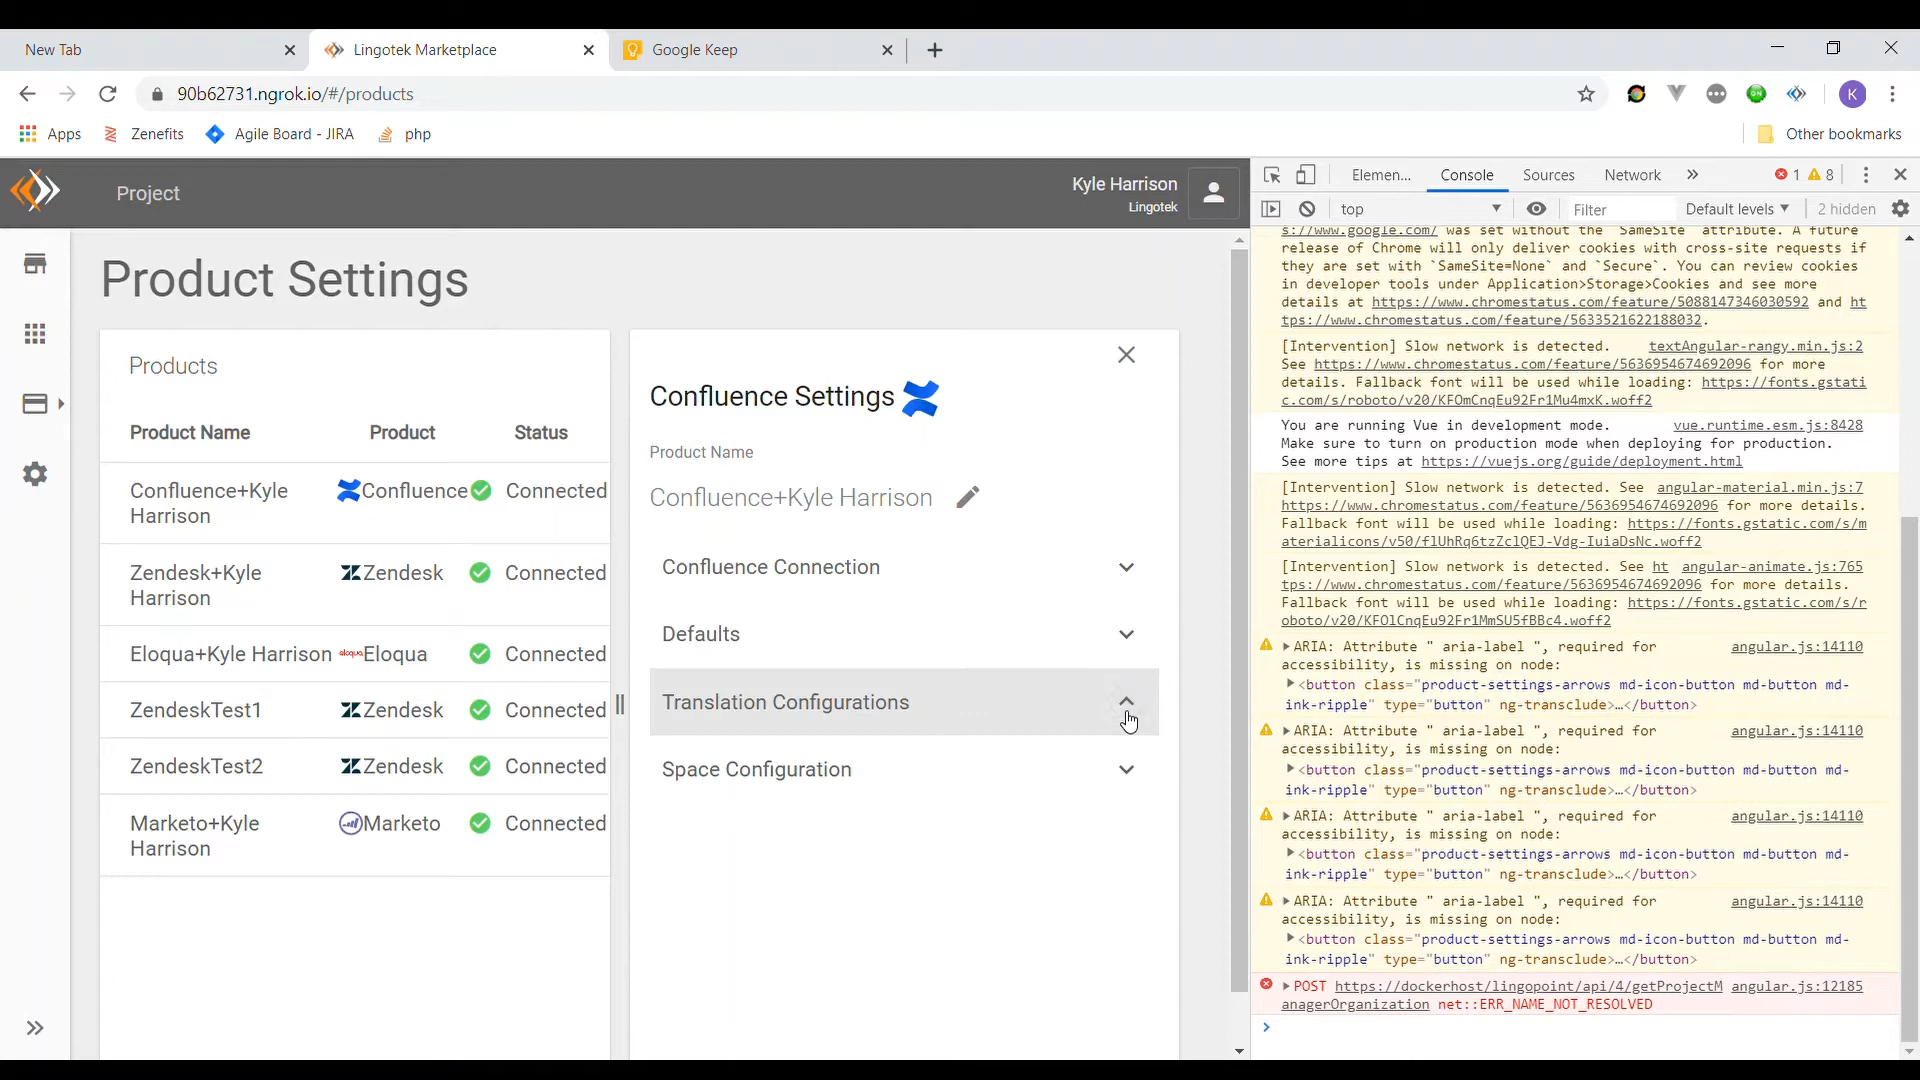 New Tab
Lingotek Marketplace
Google Keep
90b62731.ngrok.io/#/products
K
Apps
Zenefits
Agile Board - JIRA
php
Other bookmarks
Project
Kyle Harrison
Lingotek
Product Settings
Products
Product Name Product Status
Confluence+Kyle Harrison Confluence Connected
Zendesk+Kyle Harrison Zendesk Connected
Eloqua+Kyle Harrison eloqua Eloqua Connected
ZendeskTest1 Zendesk Connected
ZendeskTest2 Zendesk Connected
Marketo+Kyle Harrison Marketo Connected
Confluence Settings
Product Name
Confluence+Kyle Harrison
Confluence Connection
Defaults
Translation Configurations
Space Configuration
Elemen... Console Sources Network 1 8
top Filter Default levels 2 hidden
s://www.google.com/ was set without the `SameSite` attribute. A future
release of Chrome will only deliver cookies with cross-site requests if
they are set with `SameSite=None` and `Secure`. You can review cookies
in developer tools under Application>Storage>Cookies and see more
details at https://www.chromestatus.com/feature/5088147346030592 and ht
tps://www.chromestatus.com/feature/5633521622188032.
[Intervention] Slow network is detected. textAngular-rangy.min.js:2
See https://www.chromestatus.com/feature/5636954674692096 for more
details. Fallback font will be used while loading: https://fonts.gstati
c.com/s/roboto/v20/KFOmCnqEu92Fr1Mu4mxK.woff2
You are running Vue in development mode. vue.runtime.esm.js:8428
Make sure to turn on production mode when deploying for production.
See more tips at https://vuejs.org/guide/deployment.html
[Intervention] Slow network is detected. See angular-material.min.js:7
https://www.chromestatus.com/feature/5636954674692096 for more details.
Fallback font will be used while loading: https://fonts.gstatic.com/s/m
aterialicons/v50/flUhRq6tzZclQEJ-Vdg-IuiaDsNc.woff2
[Intervention] Slow network is detected. See ht angular-animate.js:765
tps://www.chromestatus.com/feature/5636954674692096 for more details.
Fallback font will be used while loading: https://fonts.gstatic.com/s/r
oboto/v20/KFOlCnqEu92Fr1MmSU5fBBc4.woff2
ARIA: Attribute " aria-label ", required for angular.js:14110
accessibility, is missing on node:
<button class="product-settings-arrows md-icon-button md-button md-
ink-ripple" type="button" ng-transclude>…</button>
ARIA: Attribute " aria-label ", required for angular.js:14110
accessibility, is missing on node:
<button class="product-settings-arrows md-icon-button md-button md-
ink-ripple" type="button" ng-transclude>…</button>
ARIA: Attribute " aria-label ", required for angular.js:14110
accessibility, is missing on node:
<button class="product-settings-arrows md-icon-button md-button md-
ink-ripple" type="button" ng-transclude>…</button>
ARIA: Attribute " aria-label ", required for angular.js:14110
accessibility, is missing on node:
<button class="product-settings-arrows md-icon-button md-button md-
ink-ripple" type="button" ng-transclude>…</button>
POST https://dockerhost/lingopoint/api/4/getProjectM angular.js:12185
anagerOrganization net::ERR_NAME_NOT_RESOLVED